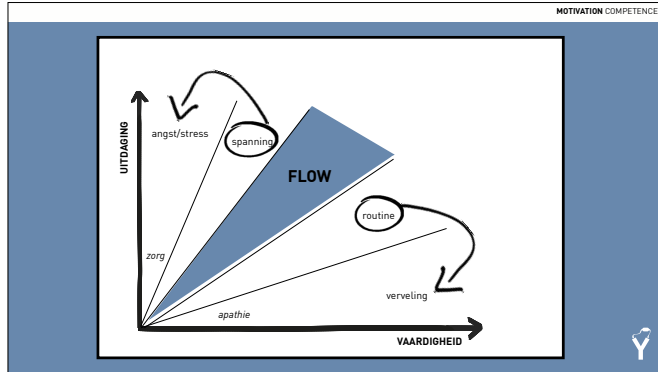 MOTIVATION COMPETENCE
UITDAGING
angst/stress
spanning
FLOW
routine
zorg
verveling
apathie
VAARDIGHEID